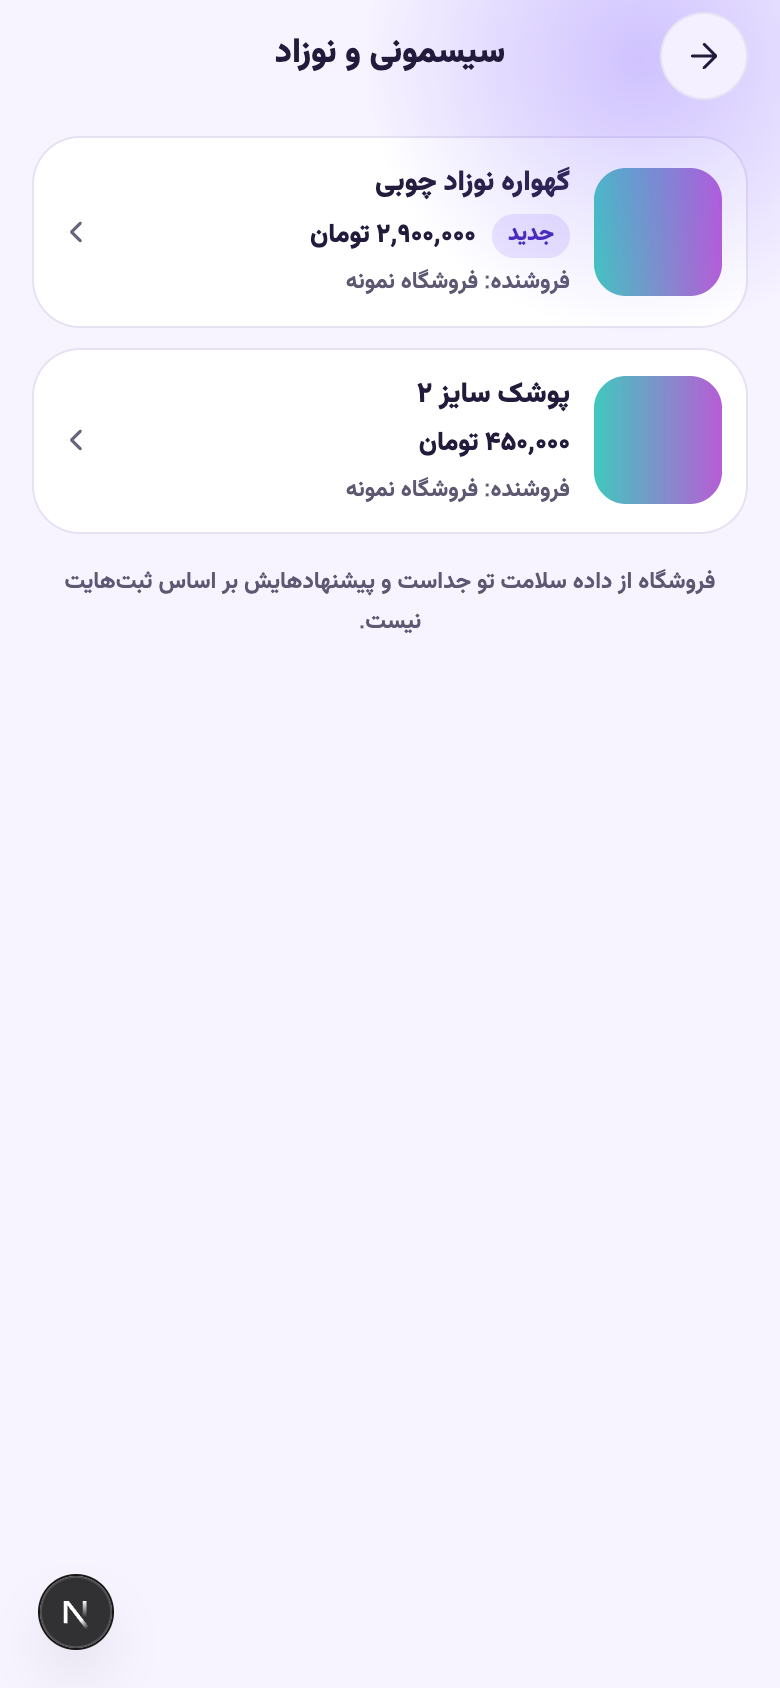 سیسمونی و نوزاد
گهواره نوزاد چوبی
جدید ۲,۹۰۰,۰۰۰ تومان
فروشنده: فروشگاه نمونه
پوشک سایز ۲
۴۵۰,۰۰۰ تومان
فروشنده: فروشگاه نمونه
فروشگاه از داده سلامت تو جداست و پیشنهادهایش بر اساس ثبت‌هایت
نیست.
N